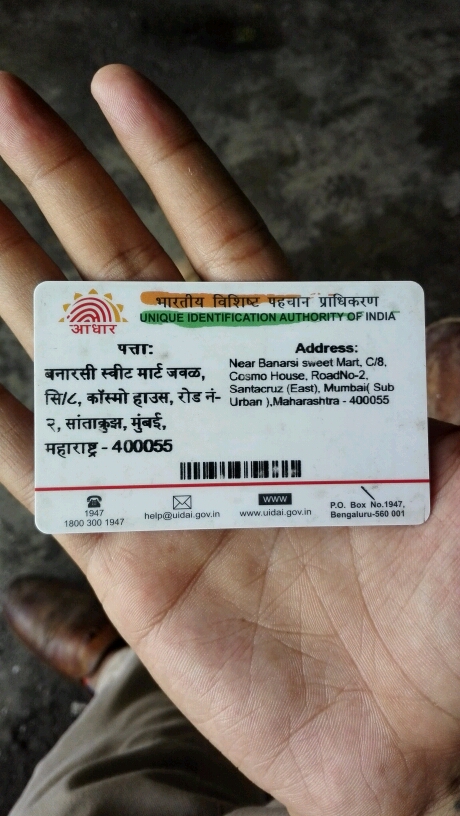 भारतीय विशिष्ट पहचान प्राधिकरण
UNIQUE IDENTIFICATION AUTHORITY OF INDIA
आधार
पत्ता:
बनारसी स्वीट मार्ट जवळ,
सि/८, कॉस्मो हाउस, रोड नं-
२, सांताक्रुझ, मुंबई,
महाराष्ट्र - 400055
Address:
Near Banarsi sweet Mart, C/8,
Cosmo House, RoadNo-2,
Santacruz (East), Mumbai( Sub
Urban ),Maharashtra - 400055
1947
1800 300 1947
help@uidai.gov.in
WWW
www.uidai.gov.in
P.O. Box No.1947,
Bengaluru-560 001